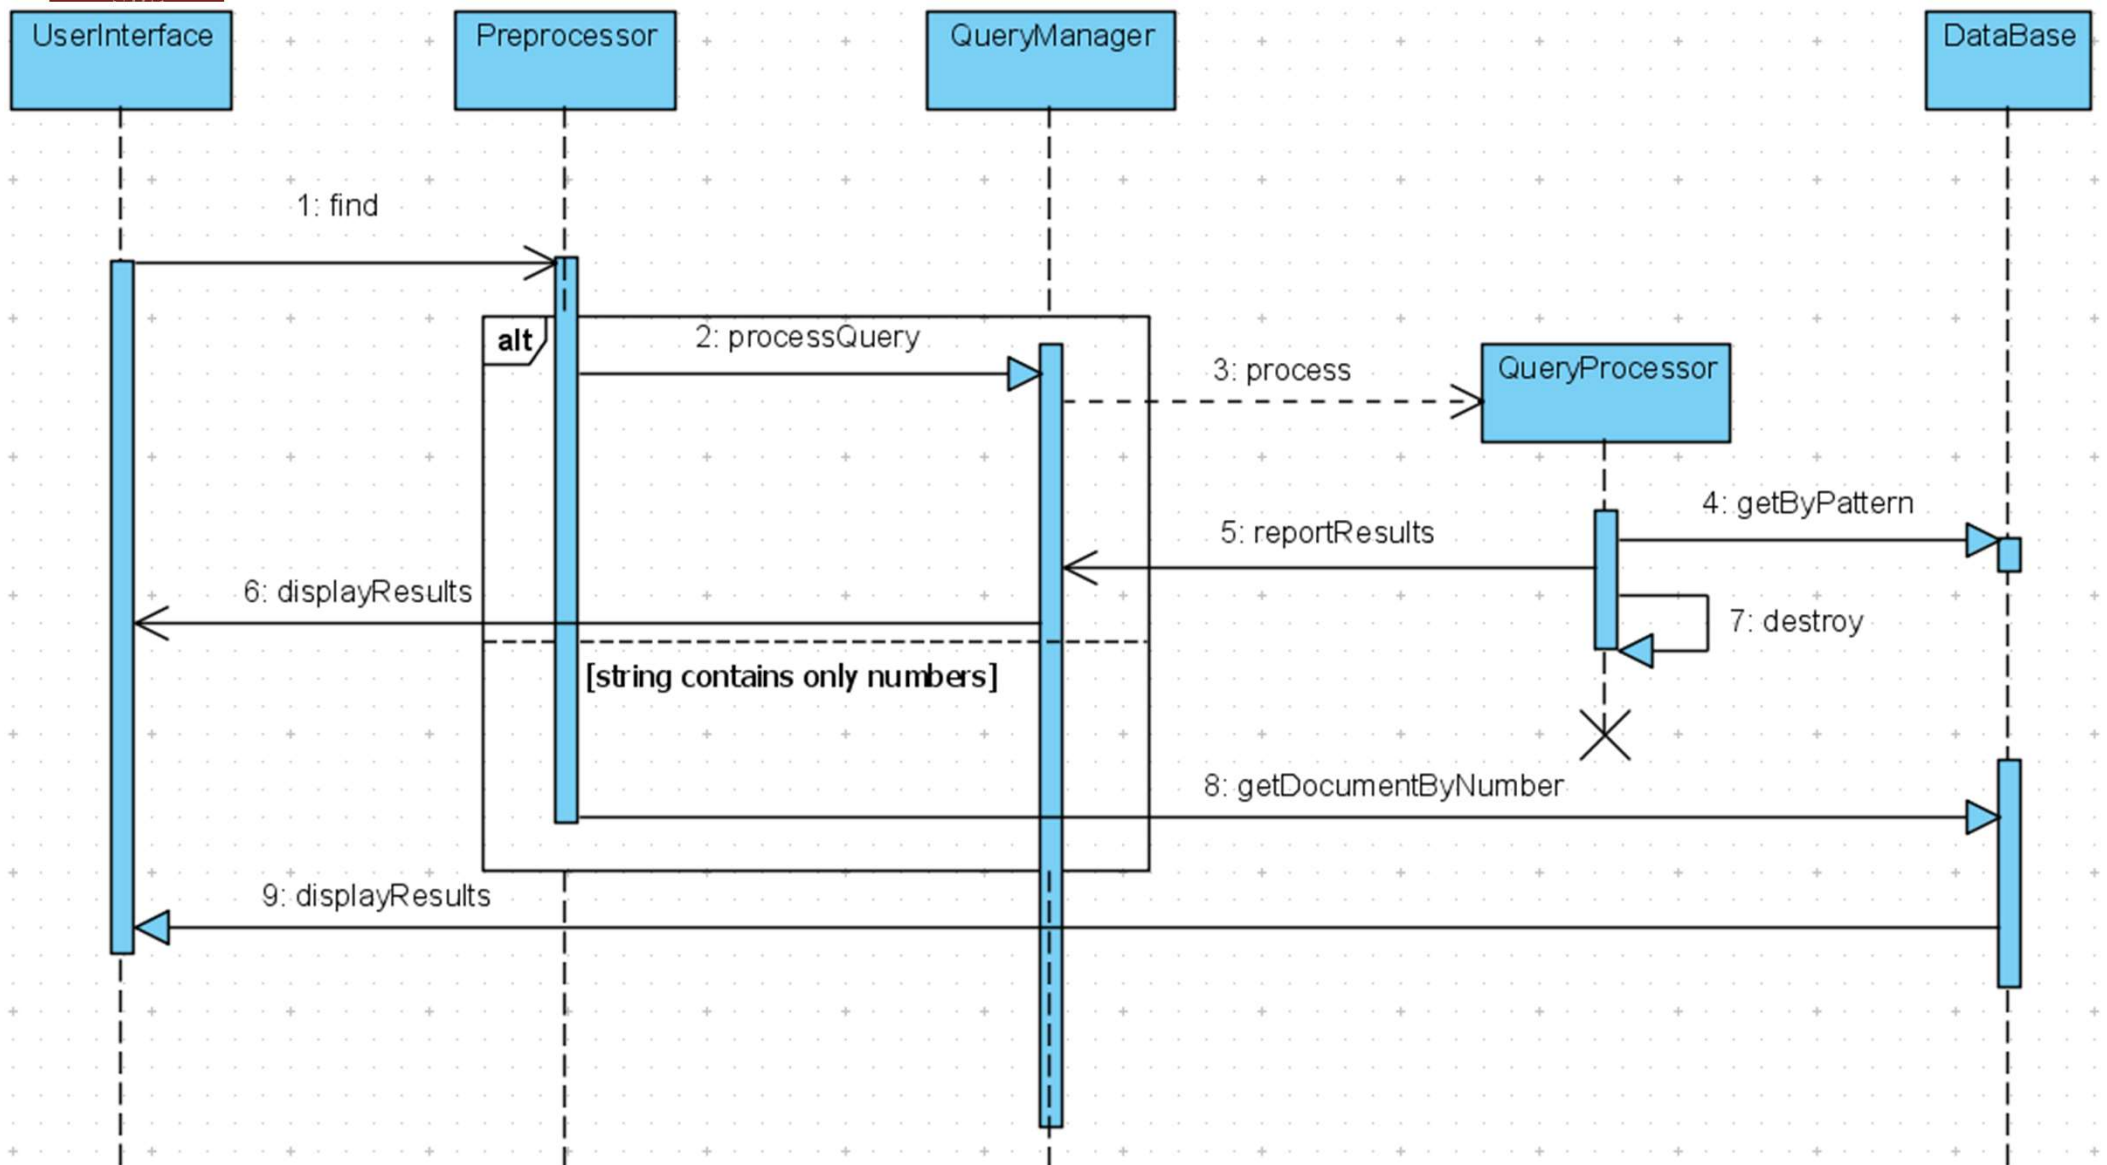 UserInterface
Preprocessor
QueryManager
DataBase
1: find
alt
2: processQuery
3: process
QueryProcessor
4: getByPattern
5: reportResults
6: displayResults
7: destroy
[string contains only numbers]
8: getDocumentByNumber
9: displayResults